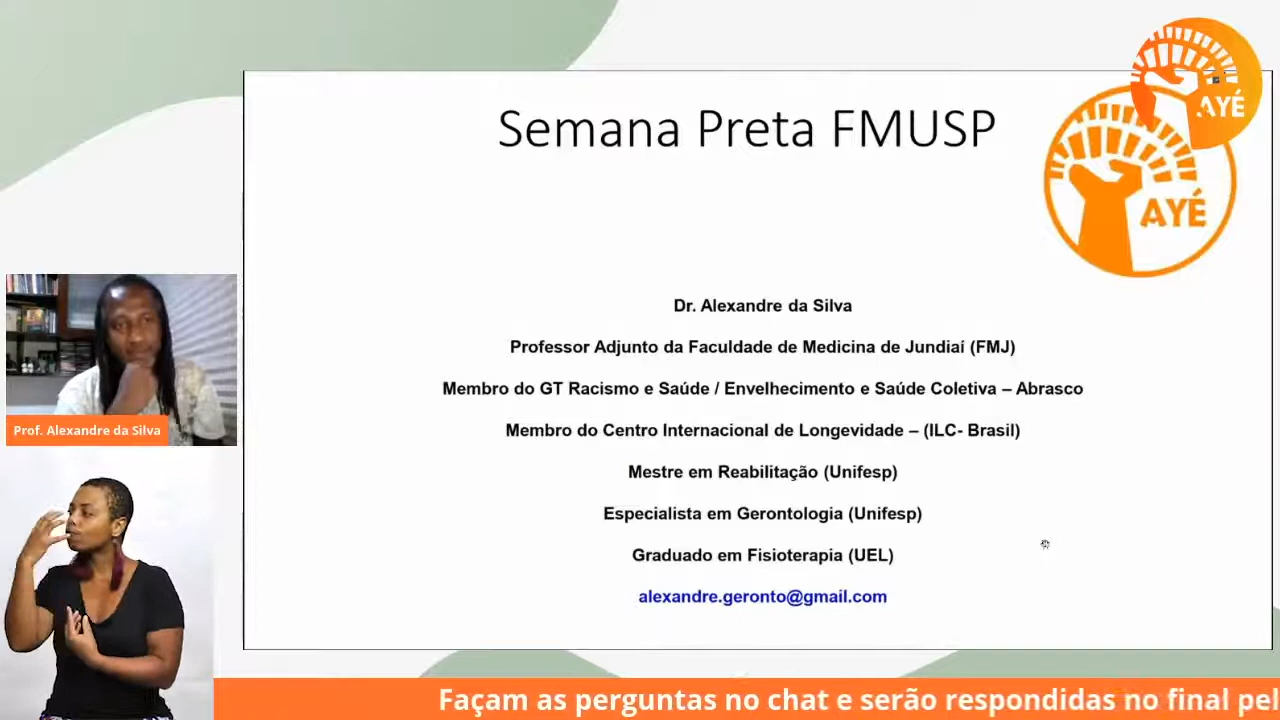 Semana Preta FMUSP
AYÉ
AYÉ
Dr. Alexandre da Silva
Professor Adjunto da Faculdade de Medicina de Jundiaí (FMJ)
Membro do GT Racismo e Saúde / Envelhecimento e Saúde Coletiva – Abrasco
Membro do Centro Internacional de Longevidade – (ILC- Brasil)
Mestre em Reabilitação (Unifesp)
Especialista em Gerontologia (Unifesp)
Graduado em Fisioterapia (UEL)
alexandre.geronto@gmail.com
Prof. Alexandre da Silva
Façam as perguntas no chat e serão respondidas no final pel